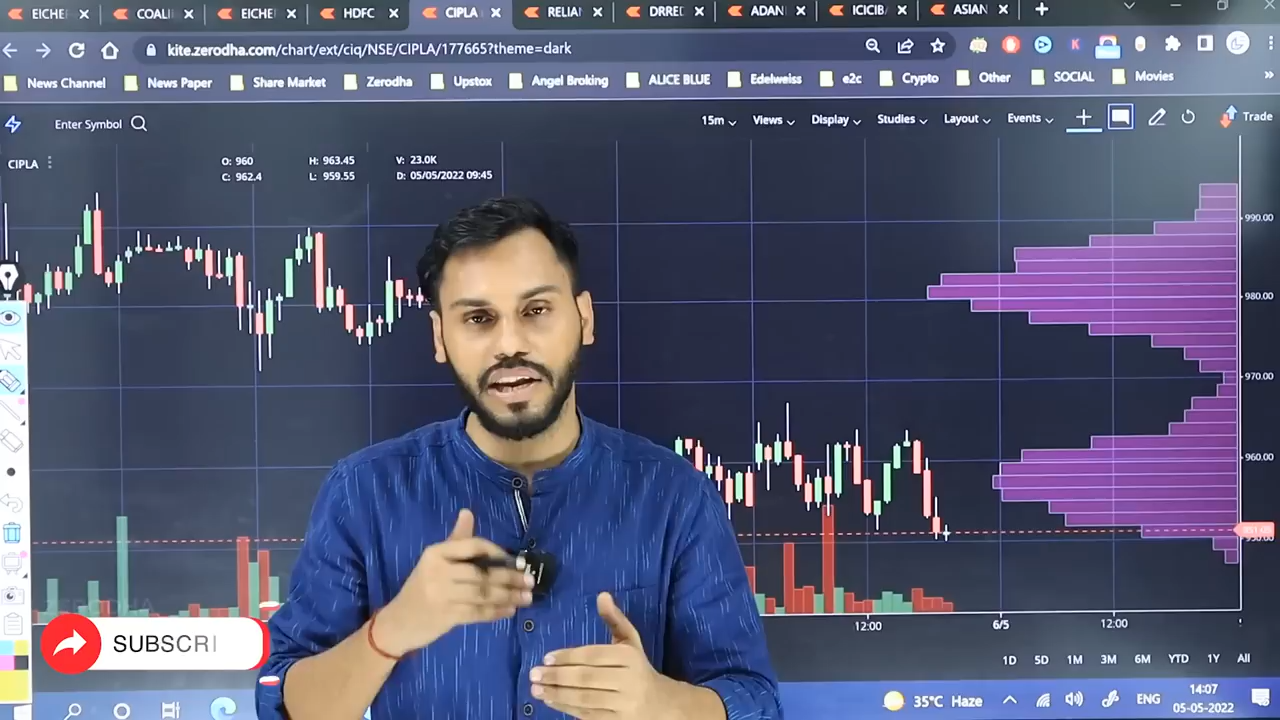 EICHE
COALI
EICHE
HDFC
CIPLA
RELIAN
DRRED
ADAN
ICICIB
ASIAN
kite.zerodha.com/chart/ext/ciq/NSE/CIPLA/177665?theme=dark
News Channel
News Paper
Share Market
Zerodha
Upstox
Angel Broking
ALICE BLUE
Edelweiss
e2c
Crypto
Other
SOCIAL
Movies
Enter Symbol
15m
Views
Display
Studies
Layout
Events
Trade
CIPLA
O: 960
H: 963.45
V: 23.0K
C: 962.4
L: 959.55
D: 05/05/2022 09:45
990.00
980.00
970.00
960.00
ZERODHA
12:00
6/5
12:00
SUBSCRI
1D
5D
1M
3M
6M
YTD
1Y
All
35°C Haze
ENG
14:07
05-05-2022